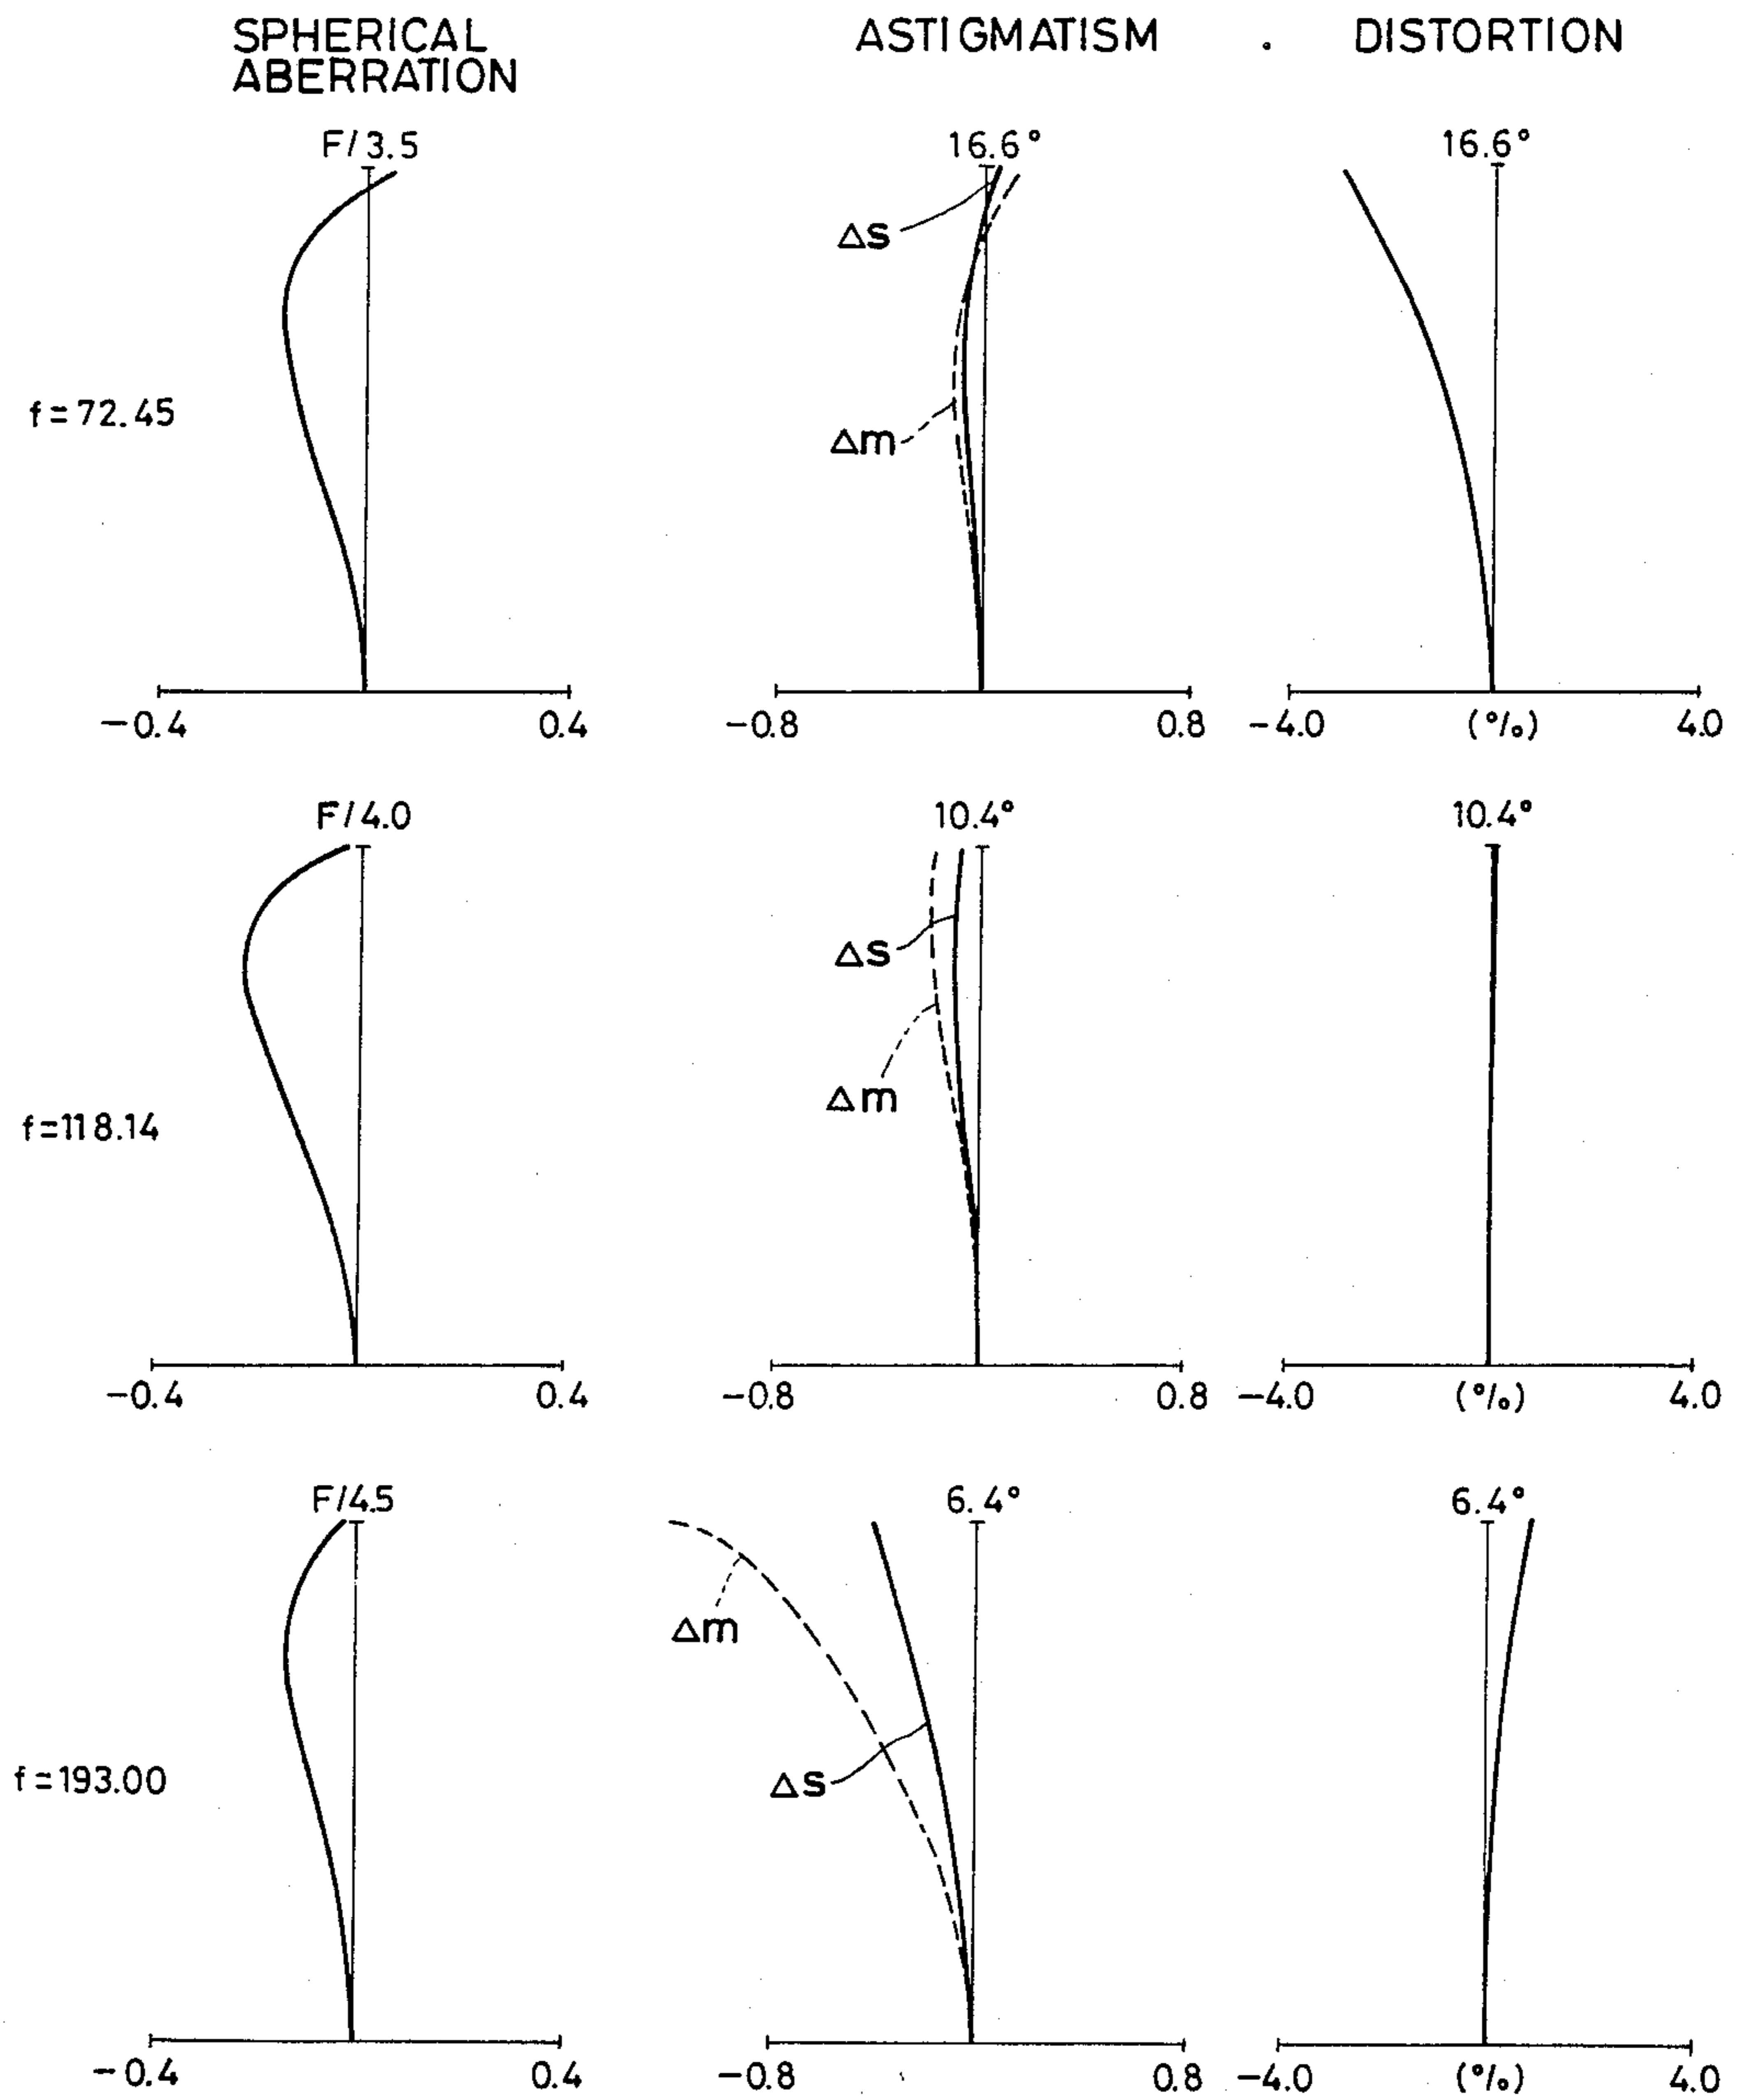 SPHERICAL
ABERRATION
ASTIGMATISM
DISTORTION
F/3.5
16.6°
16.6°
Δs
f=72.45
Δm
-0.4
0.4
-0.8
0.8
-4.0
(%)
4.0
F/4.0
10.4°
10.4°
Δs
Δm
f=118.14
-0.4
0.4
-0.8
0.8
-4.0
(%)
4.0
F/4.5
6.4°
6.4°
Δm
f=193.00
Δs
-0.4
0.4
-0.8
0.8
-4.0
(%)
4.0